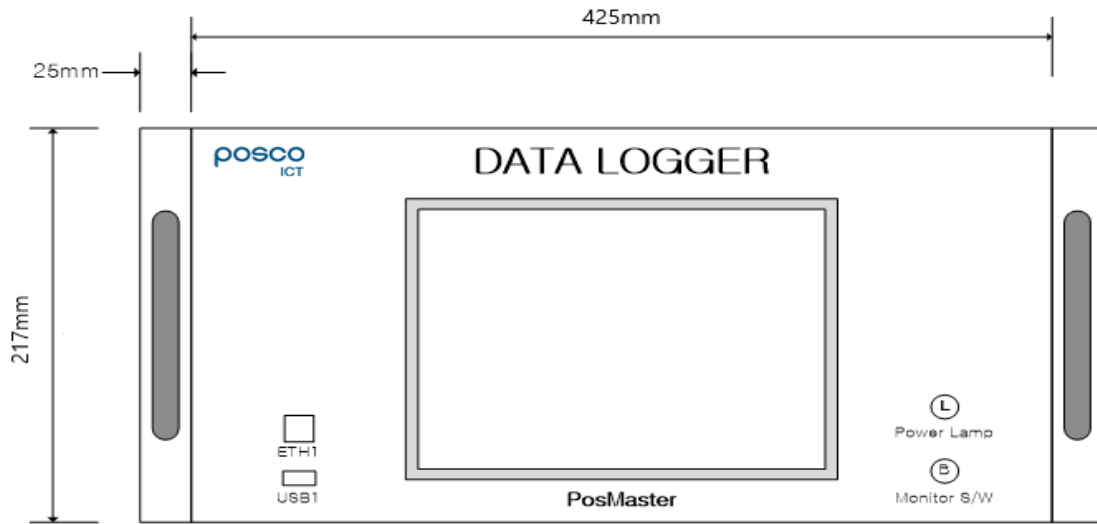 425mm
25mm
posco
ICT
DATA LOGGER
217mm
L
Power Lamp
ETH1
B
USB1
Monitor S/W
PosMaster